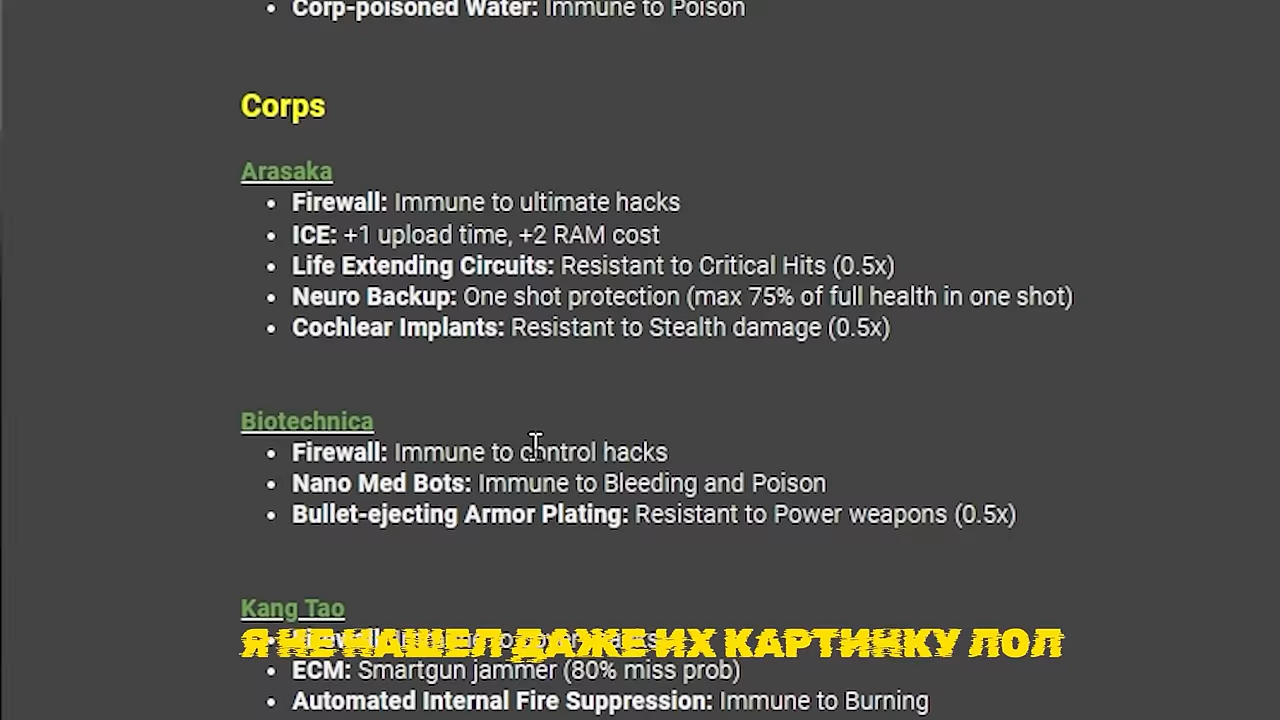 Corp-poisoned Water: Immune to Poison
Corps
Arasaka
Firewall: Immune to ultimate hacks
ICE: +1 upload time, +2 RAM cost
Life Extending Circuits: Resistant to Critical Hits (0.5x)
Neuro Backup: One shot protection (max 75% of full health in one shot)
Cochlear Implants: Resistant to Stealth damage (0.5x)
Biotechnica
Firewall: Immune to control hacks
Nano Med Bots: Immune to Bleeding and Poison
Bullet-ejecting Armor Plating: Resistant to Power weapons (0.5x)
Kang Tao
Я НЕ НАШЕЛ ДАЖЕ ИХ КАРТИНКУ ЛОЛ
ECM: Smartgun jammer (80% miss prob)
Automated Internal Fire Suppression: Immune to Burning